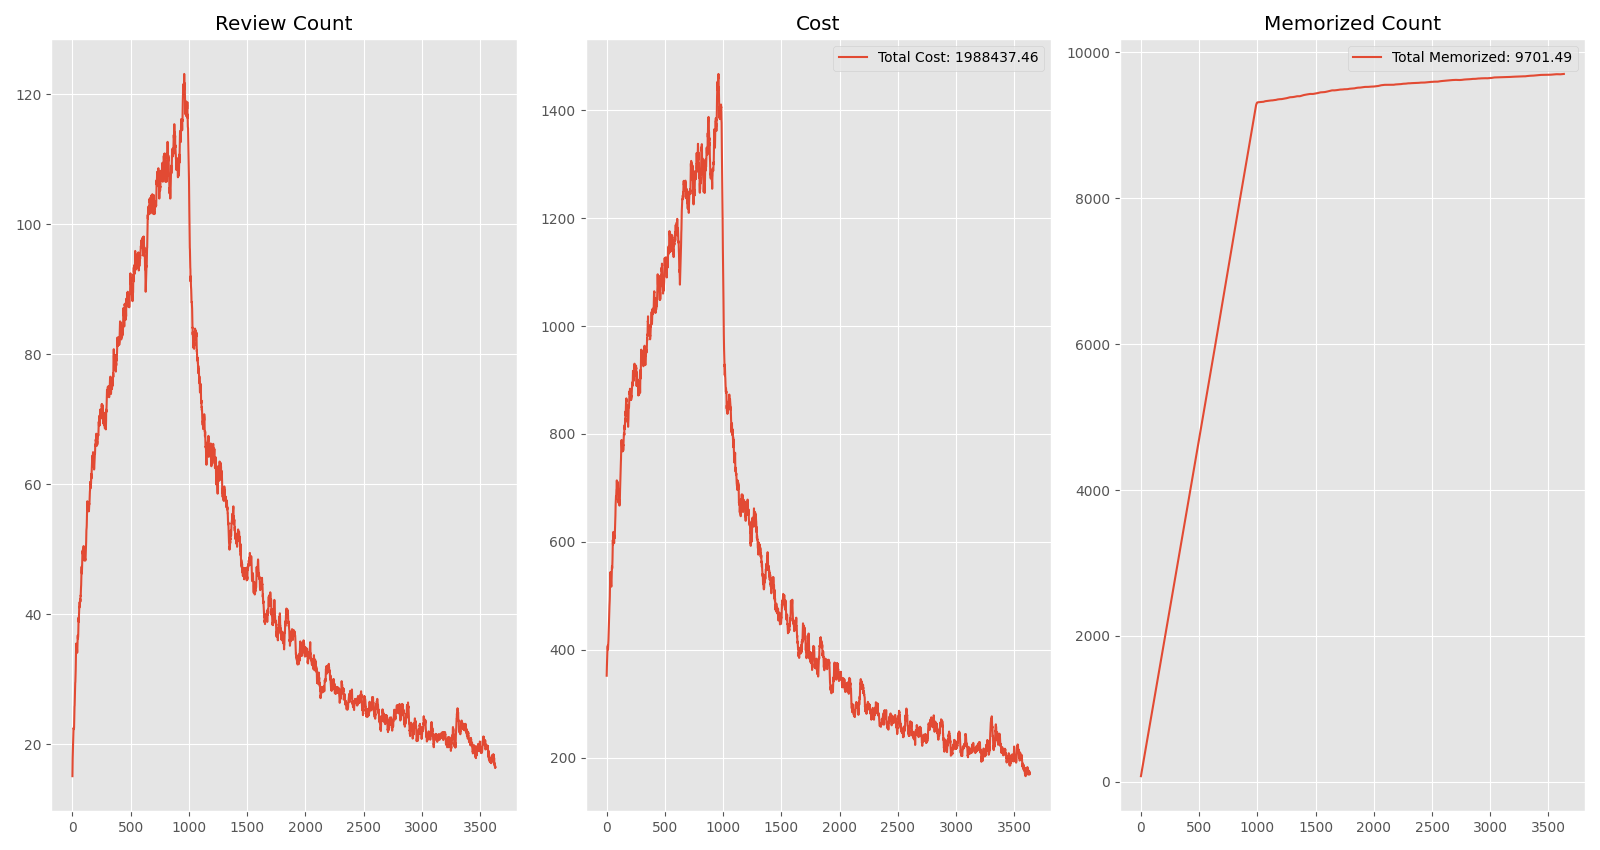 Review Count
120
100
80
60
40
20
0 500 1000 1500 2000 2500 3000 3500
Cost
Total Cost: 1988437.46
1400
1200
1000
800
600
400
200
0 500 1000 1500 2000 2500 3000 3500
Memorized Count
Total Memorized: 9701.49
10000
8000
6000
4000
2000
0
0 500 1000 1500 2000 2500 3000 3500